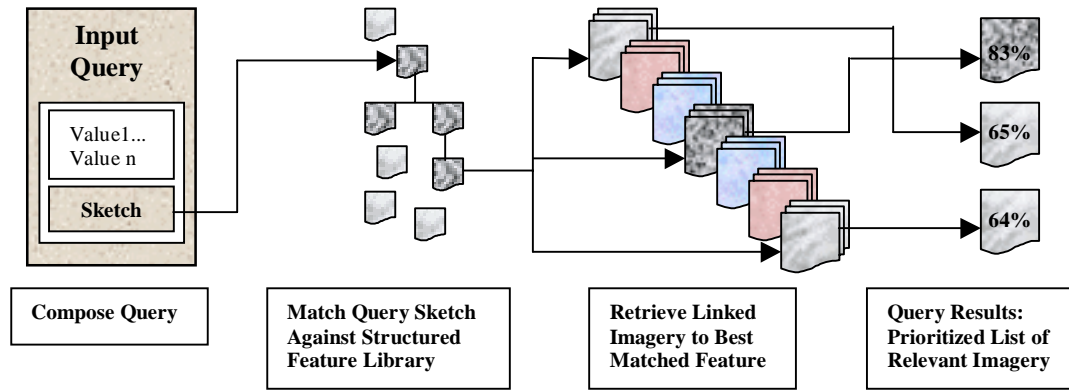 Input
Query
Value1...
Value n
Sketch
83%
65%
64%
Compose Query
Match Query Sketch
Against Structured
Feature Library
Retrieve Linked
Imagery to Best
Matched Feature
Query Results:
Prioritized List of
Relevant Imagery